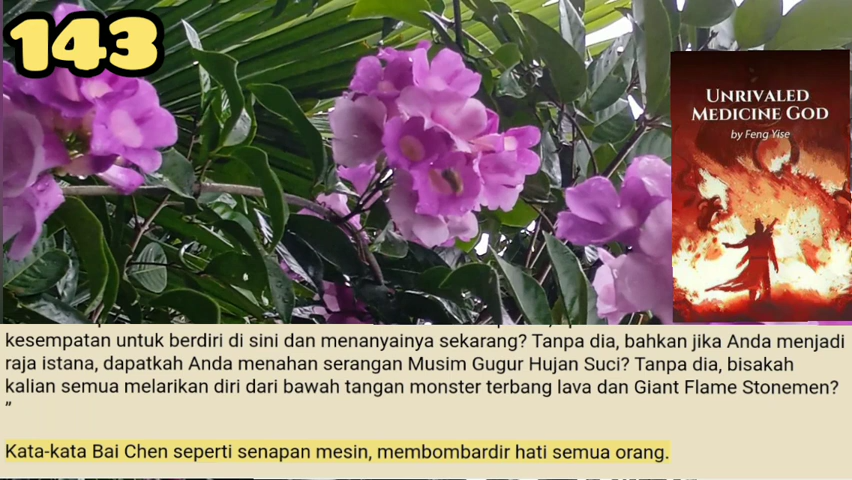 143
UNRIVALED
MEDICINE GOD
by Feng Yise
kesempatan untuk berdiri di sini dan menanyainya sekarang? Tanpa dia, bahkan jika Anda menjadi
raja istana, dapatkah Anda menahan serangan Musim Gugur Hujan Suci? Tanpa dia, bisakah
kalian semua melarikan diri dari bawah tangan monster terbang lava dan Giant Flame Stonemen?
”
Kata-kata Bai Chen seperti senapan mesin, membombardir hati semua orang.